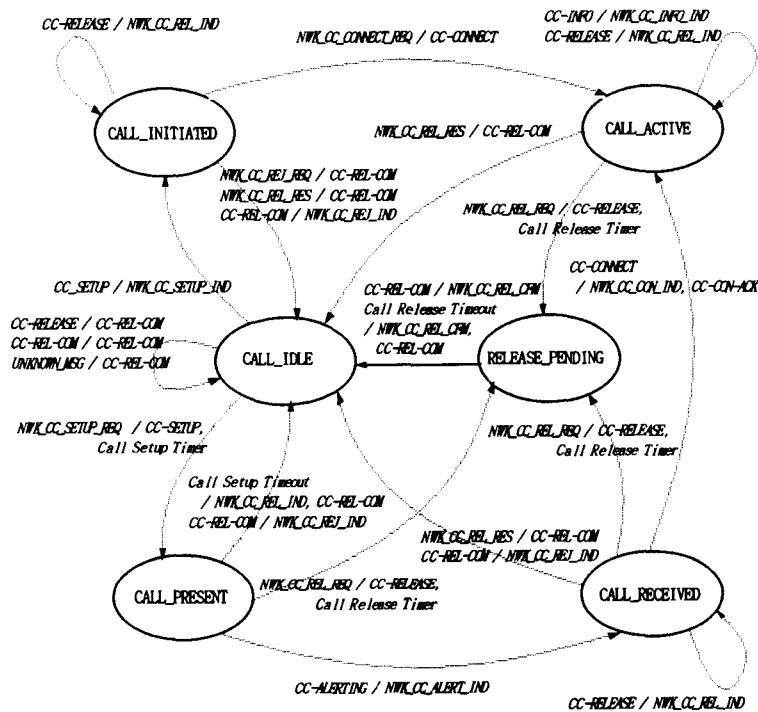 CC-RELEASE / NWK_CC_REL_IND
NWK_CC_CONNECT_REQ / CC-CONNECT
CC-INFO / NWK_CC_INFO_IND
CC-RELEASE / NWK_CC_REL_IND
CALL_INITIATED
CALL_ACTIVE
NWK_CC_REL_RES / CC-REL-COM
NWK_CC_REJ_REQ / CC-REL-COM
NWK_CC_REL_RES / CC-REL-COM
CC-REL-COM / NWK_CC_REJ_IND
NWK_CC_REL_REQ / CC-RELEASE,
Call Release Timer
CC-CONNECT
/ NWK_CC_CON_IND, CC-CON-ACK
CC_SETUP / NWK_CC_SETUP_IND
CC-REL-COM / NWK_CC_REL_CFM
Call Release Timeout
/ NWK_CC_REL_CFM,
CC-REL-COM
CC-RELEASE / CC-REL-COM
CC-REL-COM / CC-REL-COM
UNKNOWN_MSG / CC-REL-COM
CALL_IDLE
RELEASE_PENDING
NWK_CC_SETUP_REQ / CC-SETUP,
Call Setup Timer
NWK_CC_REL_REQ / CC-RELEASE,
Call Release Timer
Call Setup Timeout
/ NWK_CC_REL_IND, CC-REL-COM
CC-REL-COM / NWK_CC_REJ_IND
NWK_CC_REL_RES / CC-REL-COM
CC-REL-COM / NWK_CC_REJ_IND
CALL_PRESENT
NWK_CC_REL_REQ / CC-RELEASE,
Call Release Timer
CALL_RECEIVED
CC-ALERTING / NWK_CC_ALERT_IND
CC-RELEASE / NWK_CC_REL_IND